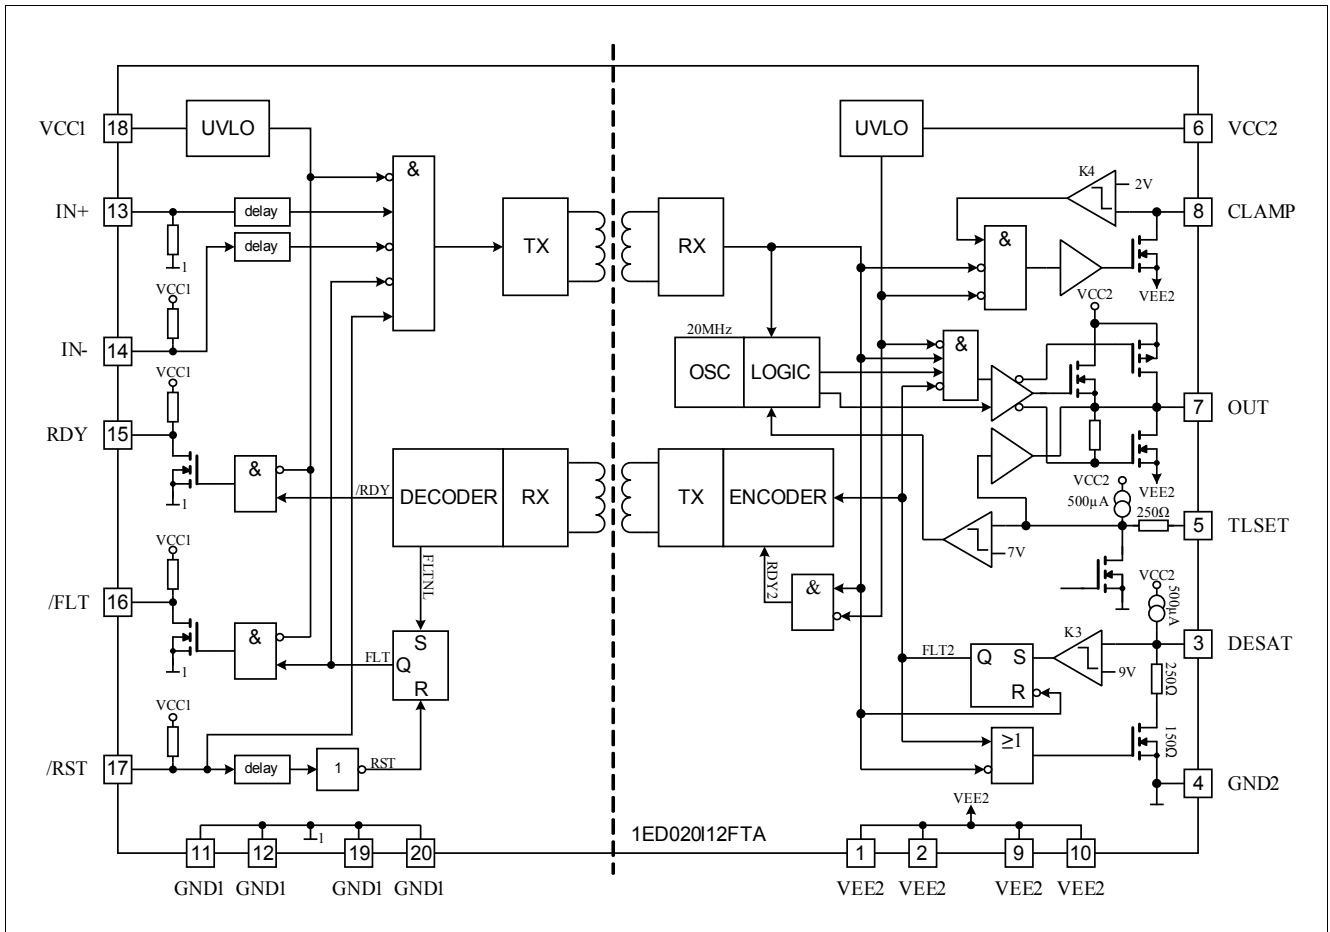 VCC1
18
UVLO
UVLO
6
VCC2
&
K4
2V
IN+
13
delay
8
CLAMP
delay
TX
RX
&
1
VCC1
VEE2
VCC2
IN-
14
20MHz
OSC
LOGIC
&
VCC1
7
OUT
RDY
15
&
/RDY
DECODER
RX
TX
ENCODER
VCC2
500µA
VEE2
1
250Ω
5
TLSET
VCC1
7V
FLTNL
RDY2
&
VCC2
500µA
/FLT
16
&
FLT
S
Q
R
FLT2
Q
S
R
K3
9V
3
DESAT
1
250Ω
VCC1
≥1
150Ω
/RST
17
delay
1
RST
4
GND2
VEE2
1
1ED020I12FTA
11
12
19
20
1
2
9
10
GND1
GND1
GND1
GND1
VEE2
VEE2
VEE2
VEE2